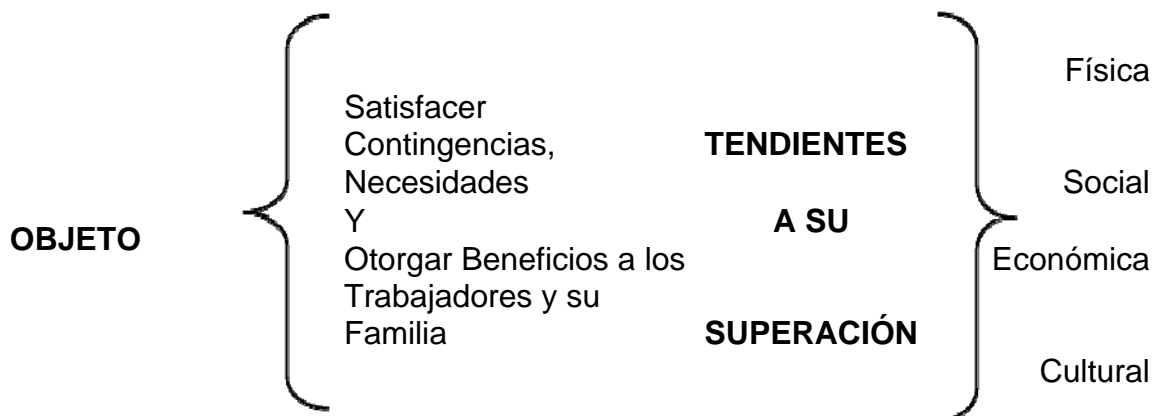 OBJETO
Satisfacer
Contingencias,
Necesidades
Y
Otorgar Beneficios a los
Trabajadores y su
Familia
TENDIENTES
A SU
SUPERACIÓN
Física
Social
Económica
Cultural